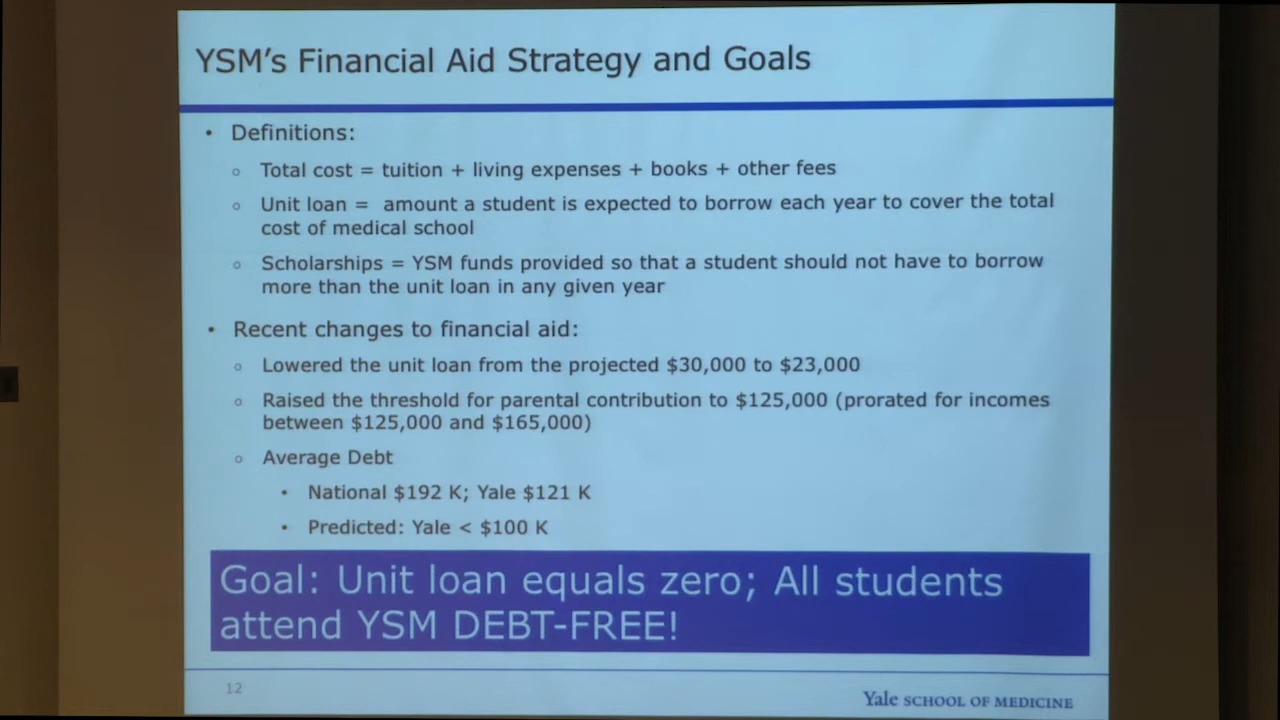 YSM's Financial Aid Strategy and Goals
• Definitions:
○ Total cost = tuition + living expenses + books + other fees
○ Unit loan = amount a student is expected to borrow each year to cover the total
cost of medical school
○ Scholarships = YSM funds provided so that a student should not have to borrow
more than the unit loan in any given year
• Recent changes to financial aid:
○ Lowered the unit loan from the projected $30,000 to $23,000
○ Raised the threshold for parental contribution to $125,000 (prorated for incomes
between $125,000 and $165,000)
○ Average Debt
• National $192 K; Yale $121 K
• Predicted: Yale < $100 K
Goal: Unit loan equals zero; All students
attend YSM DEBT-FREE!
12
Yale SCHOOL OF MEDICINE